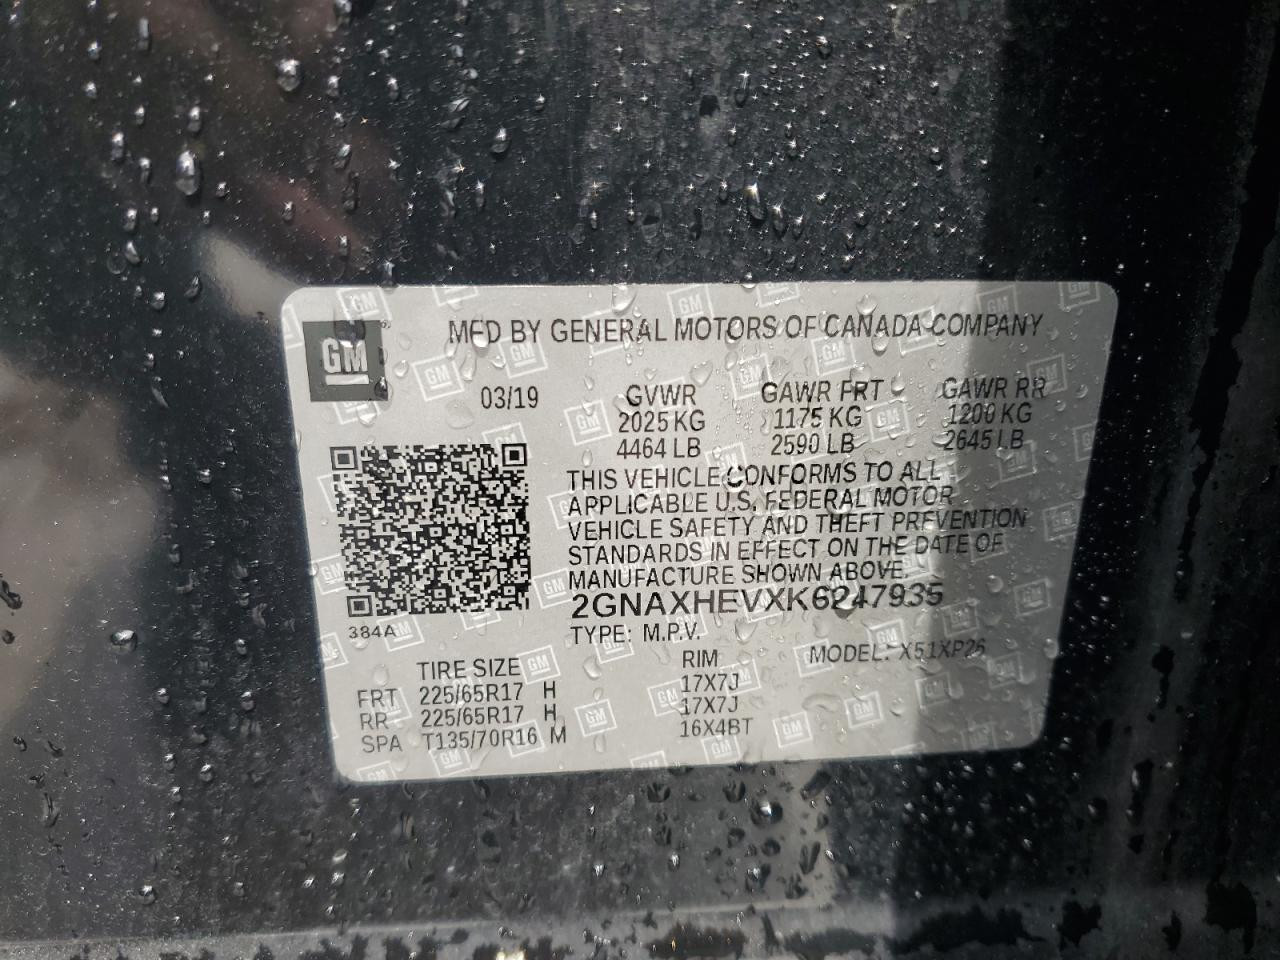 GM
MFD BY GENERAL MOTORS OF CANADA COMPANY
03/19 GVWR GAWR FRT GAWR RR
2025 KG 1175 KG 1200 KG
4464 LB 2590 LB 2645 LB
THIS VEHICLE CONFORMS TO ALL
APPLICABLE U.S. FEDERAL MOTOR
VEHICLE SAFETY AND THEFT PREVENTION
STANDARDS IN EFFECT ON THE DATE OF
MANUFACTURE SHOWN ABOVE.
2GNAXHEVXK6247935
384A
TYPE: M.P.V. MODEL: X51XP26
TIRE SIZE RIM
FRT 225/65R17 H 17X7J
RR 225/65R17 H 17X7J
SPA T135/70R16 M 16X4BT